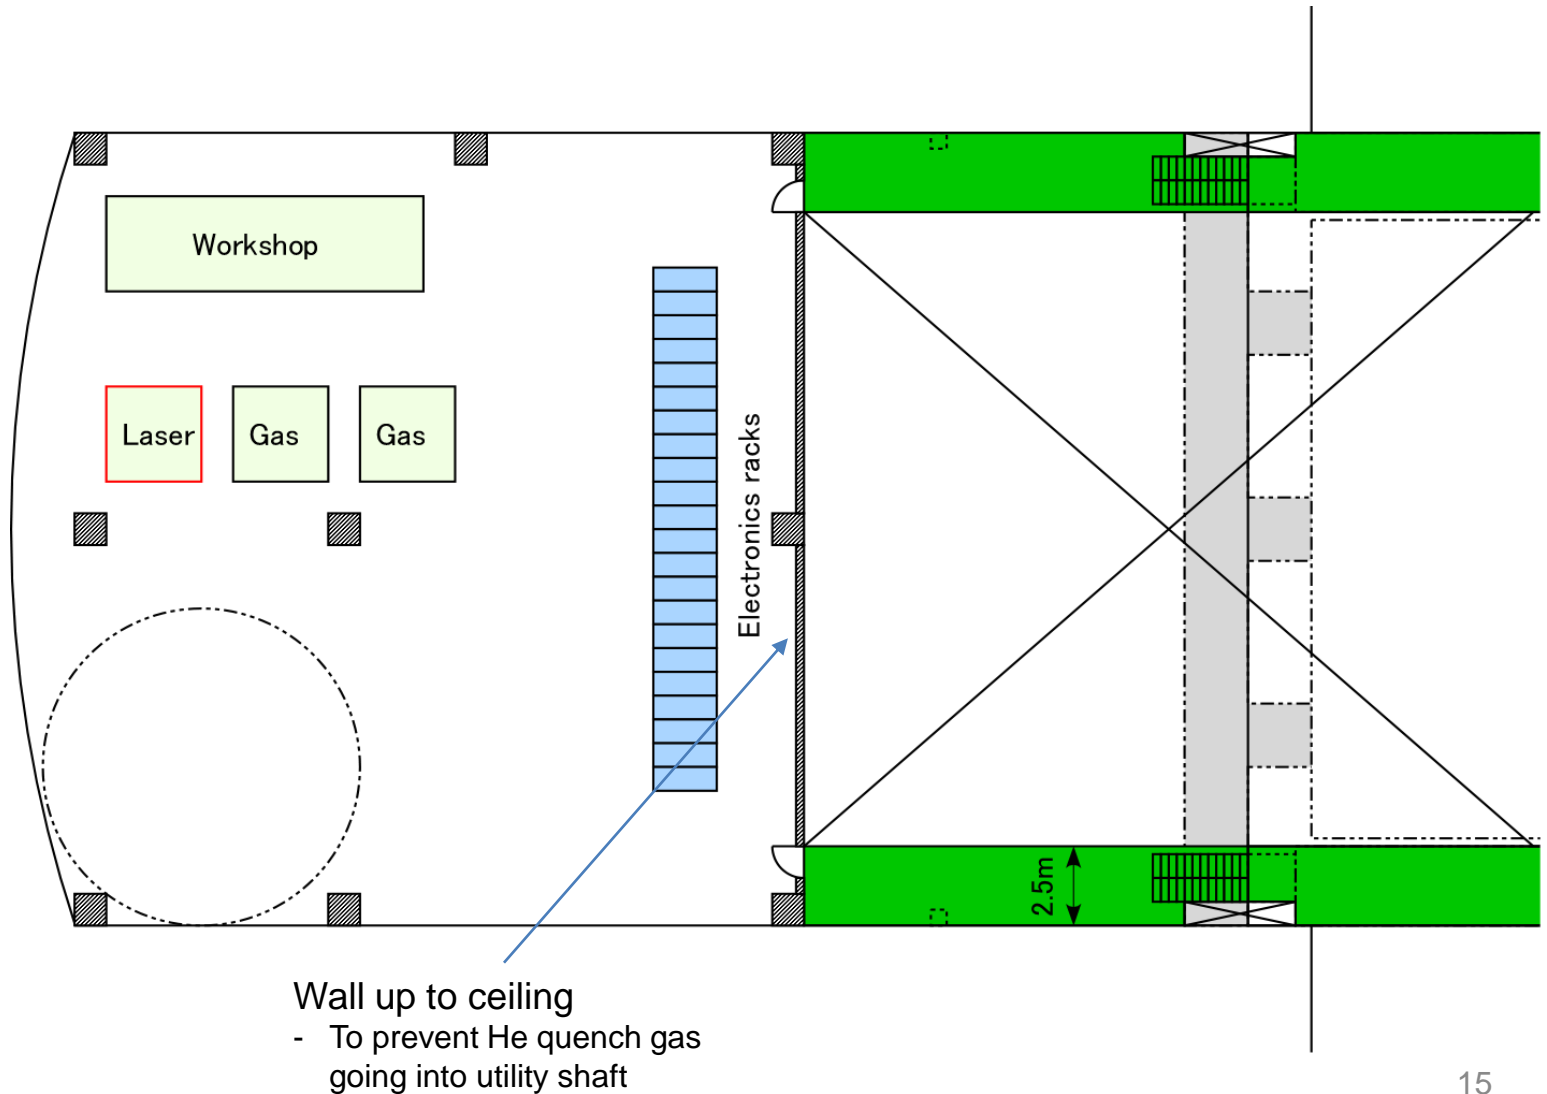 Workshop
Laser
Gas
Gas
Electronics racks
2.5m
Wall up to ceiling
- To prevent He quench gas
going into utility shaft
15